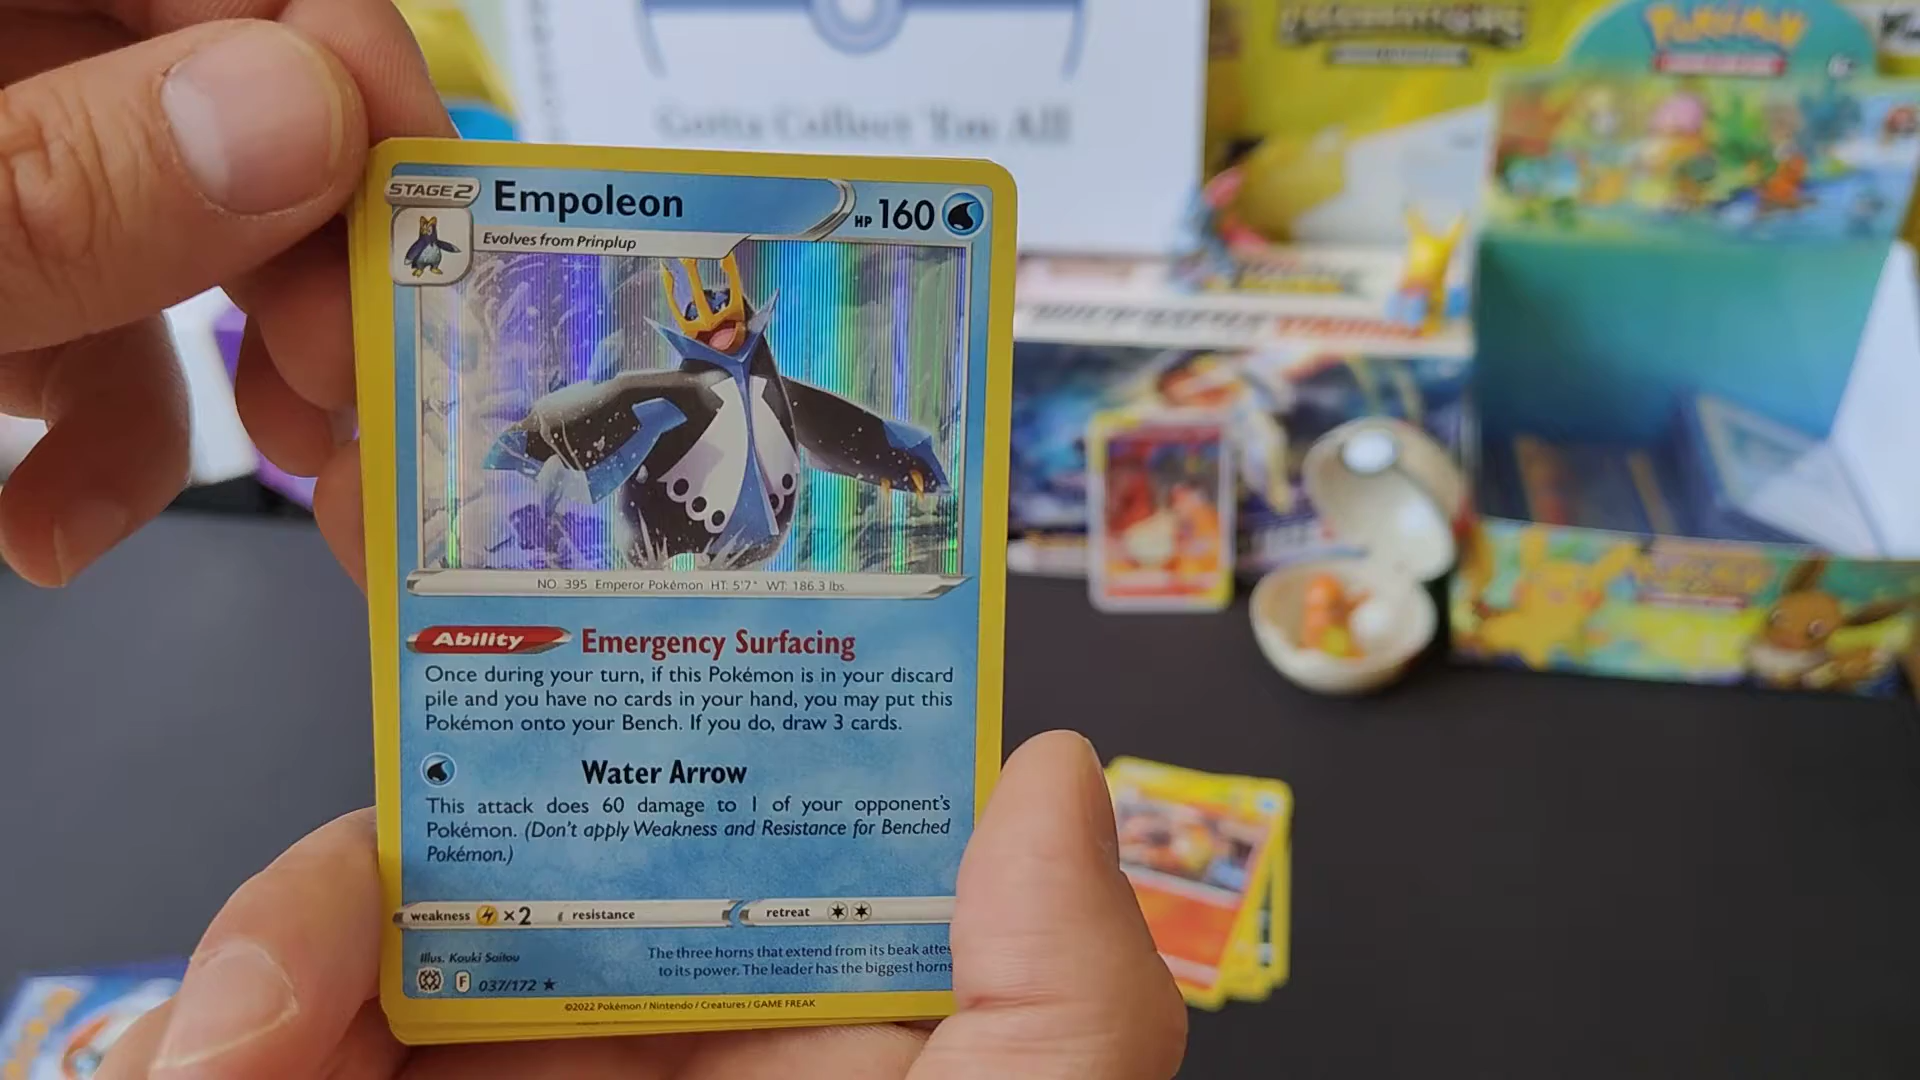 Gotta Collect 'Em All
POKÉMON
STAGE 2
Empoleon
HP 160
Evolves from Prinplup
NO. 395 Emperor Pokémon HT: 5'7" WT: 186.3 lbs.
Ability Emergency Surfacing
Once during your turn, if this Pokémon is in your discard
pile and you have no cards in your hand, you may put this
Pokémon onto your Bench. If you do, draw 3 cards.
Water Arrow
This attack does 60 damage to 1 of your opponent's
Pokémon. (Don't apply Weakness and Resistance for Benched
Pokémon.)
weakness ×2 resistance retreat
Illus. Kouki Saitou
The three horns that extend from its beak
to its power. The leader has the biggest horns
F 037/172 ★
©2022 Pokémon / Nintendo / Creatures / GAME FREAK